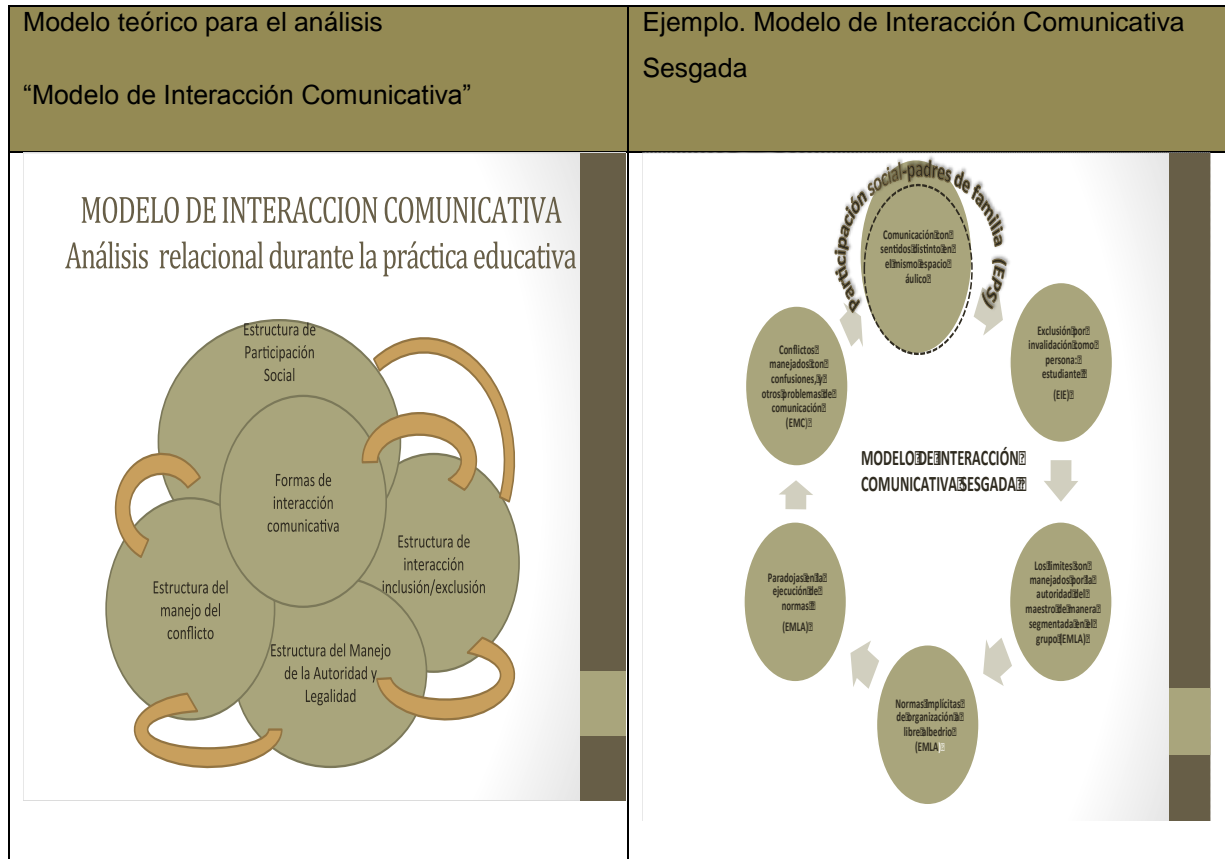 Modelo teórico para el análisis
“Modelo de Interacción Comunicativa”
Ejemplo. Modelo de Interacción Comunicativa
Sesgada
MODELO DE INTERACCION COMUNICATIVA
Análisis relacional durante la práctica educativa
Estructura de
Participación
Social
Formas de
interacción
comunicativa
Estructura de
interacción
inclusión/exclusión
Estructura del
manejo del
conflicto
Estructura del Manejo
de la Autoridad y
Legalidad
Participación social-padres de familia (EPS)
Comunicación con
sentidos distinto en
el mismo espacio
áulico
Exclusión por
invalidación como
persona:
estudiante
(EIE)
Los límites son
manejados por la
autoridad del
maestro de manera
segmentada en el
grupo (EMLA)
Normas implícitas
de organización a
libre albedrio
(EMLA)
Paradojas en la
ejecución de
normas
(EMLA)
Conflictos
manejados con
confusiones, y
otros problemas de
comunicación
(EMC)
MODELO DE INTERACCIÓN
COMUNICATIVA SESGADA